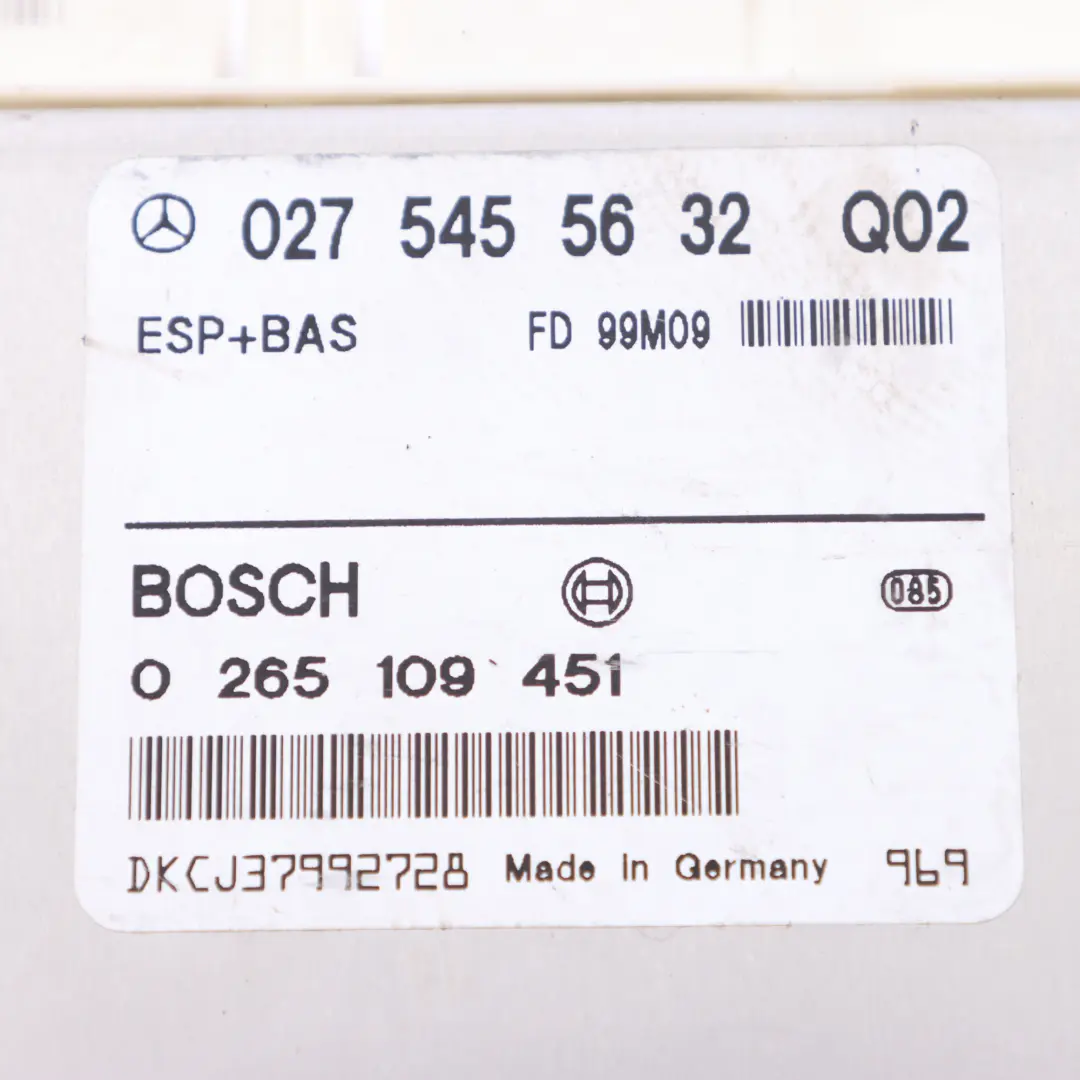 027 545 56 32 Q02
ESP+BAS FD 99M09
BOSCH 085
0 265 109 451
DKCJ37992728 Made in Germany 969